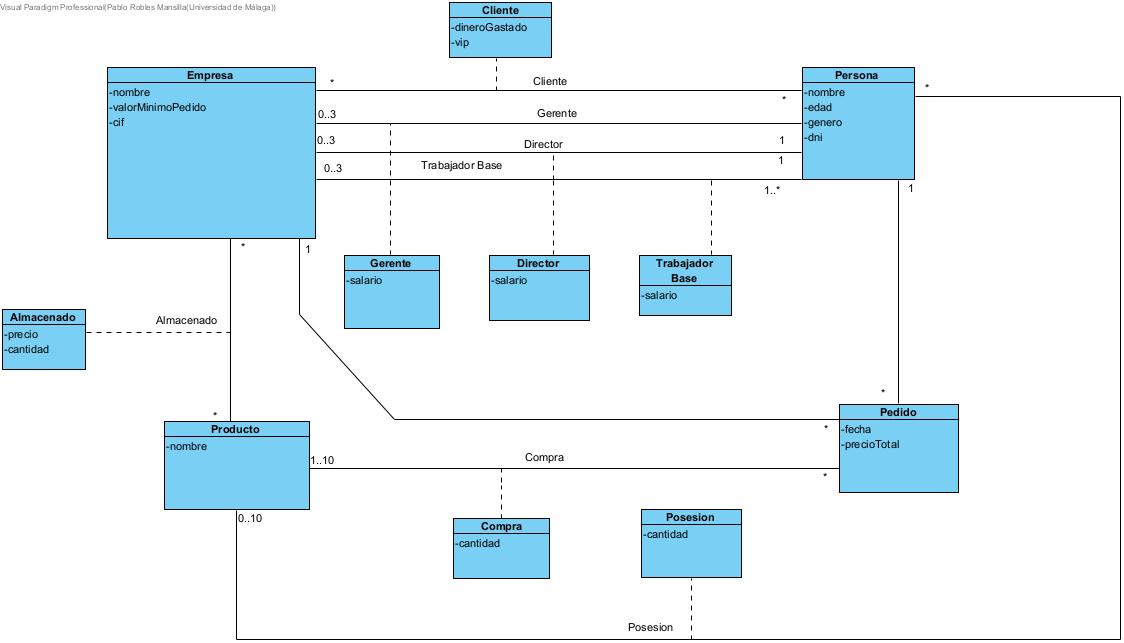 Visual Paradigm Professional(Pablo Robles Mansilla(Universidad de Málaga))
Cliente
-dineroGastado
-vip
Empresa
-nombre
-valorMinimoPedido
-cif
Persona
-nombre
-edad
-genero
-dni
*
Cliente
*
*
0..3
Gerente
1
0..3
Director
1
0..3
Trabajador Base
1..*
1
*
1
Gerente
-salario
Director
-salario
Trabajador
Base
-salario
Almacenado
-precio
-cantidad
Almacenado
*
*
*
Producto
-nombre
Pedido
-fecha
-precioTotal
1..10
Compra
*
0..10
Compra
-cantidad
Posesion
-cantidad
Posesion